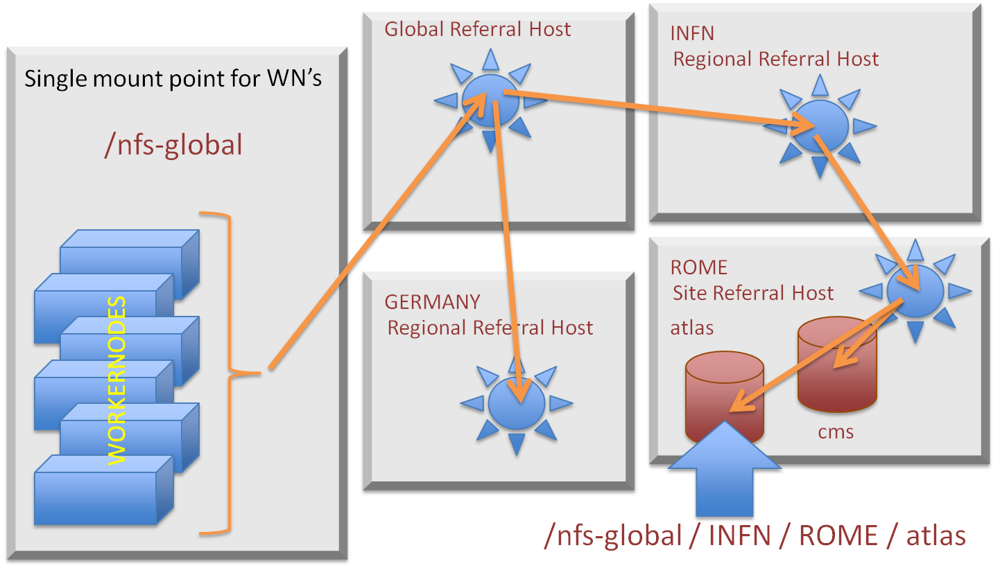 Single mount point for WN's
/nfs-global
WORKERNODES
Global Referral Host
INFN
Regional Referral Host
GERMANY
Regional Referral Host
ROME
Site Referral Host
atlas
cms
/nfs-global / INFN / ROME / atlas